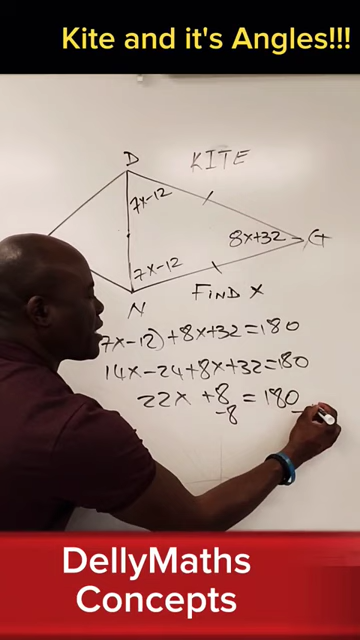 Kite and it's Angles!!!
D
KITE
7x-12
8x+32
G
7x-12
N
FIND X
7x-12)+8x+32=180
14x-24+8x+32=180
22x +8 = 180
-8
-
DellyMaths
Concepts